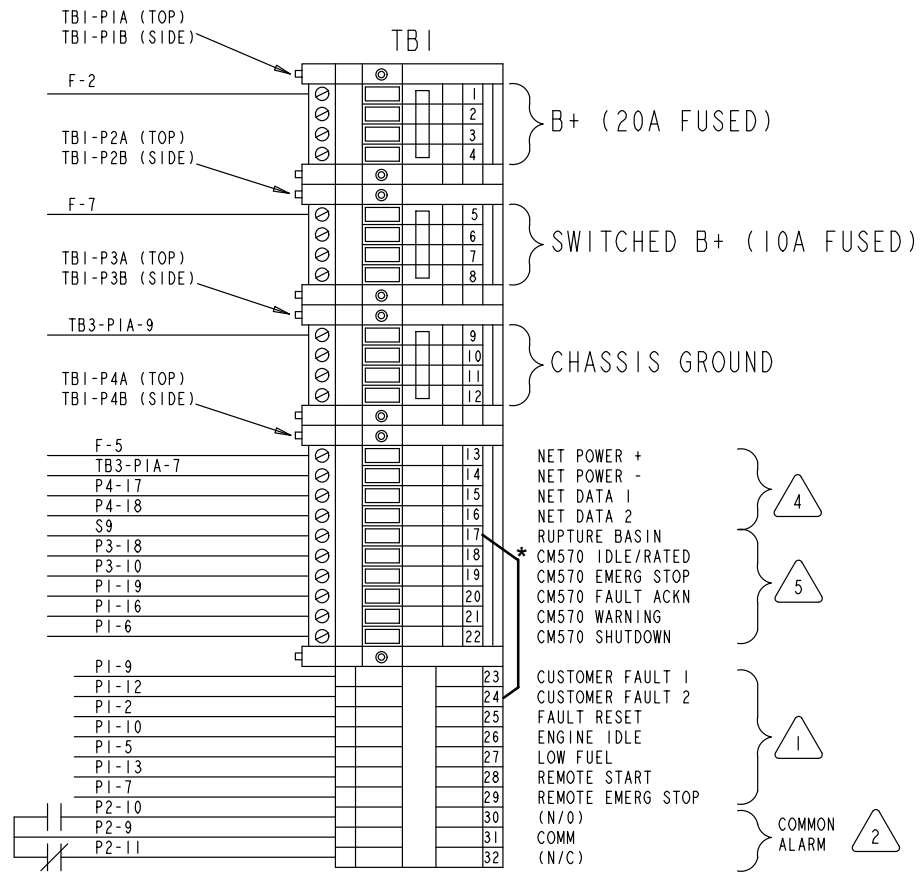 TB1-P1A (TOP)
TB1-P1B (SIDE)
TB1
F-2
1
2
3
4
B+ (20A FUSED)
TB1-P2A (TOP)
TB1-P2B (SIDE)
F-7
5
6
7
8
SWITCHED B+ (10A FUSED)
TB1-P3A (TOP)
TB1-P3B (SIDE)
TB3-P1A-9
9
10
11
12
CHASSIS GROUND
TB1-P4A (TOP)
TB1-P4B (SIDE)
F-5 13 NET POWER +
TB3-P1A-7 14 NET POWER -
P4-17 15 NET DATA 1
P4-18 16 NET DATA 2
4
S9 17 RUPTURE BASIN
P3-18 18 * CM570 IDLE/RATED
P3-10 19 CM570 EMERG STOP
P1-19 20 CM570 FAULT ACKN
P1-16 21 CM570 WARNING
P1-6 22 CM570 SHUTDOWN
5
P1-9 23 CUSTOMER FAULT 1
P1-12 24 CUSTOMER FAULT 2
P1-2 25 FAULT RESET
P1-10 26 ENGINE IDLE
P1-5 27 LOW FUEL
P1-13 28 REMOTE START
P1-7 29 REMOTE EMERG STOP
1
P2-10 30 (N/O)
P2-9 31 COMM
P2-11 32 (N/C)
COMMON
ALARM
2